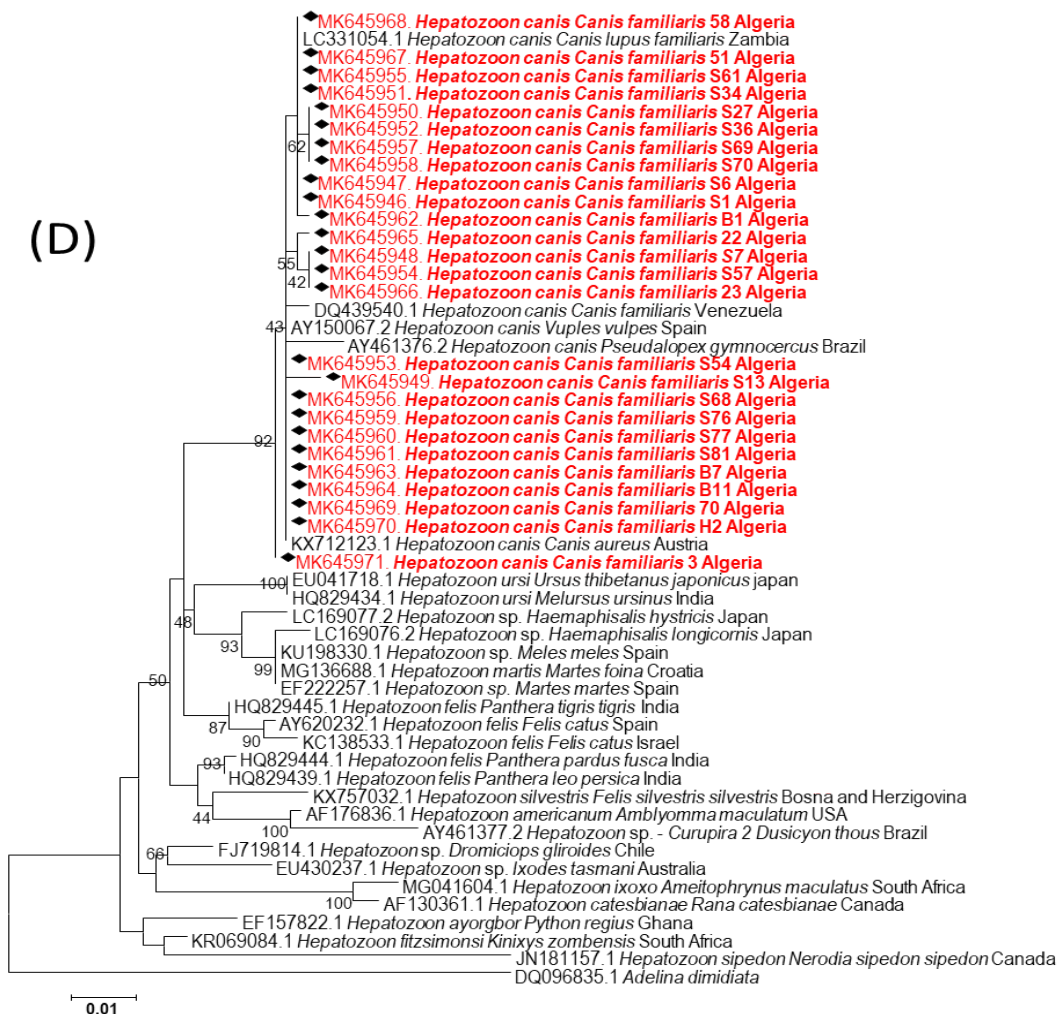 MK645968. Hepatozoon canis Canis familiaris 58 Algeria
LC331054.1 Hepatozoon canis Canis lupus familiaris Zambia
MK645967. Hepatozoon canis Canis familiaris 51 Algeria
MK645955. Hepatozoon canis Canis familiaris S61 Algeria
MK645951. Hepatozoon canis Canis familiaris S34 Algeria
MK645950. Hepatozoon canis Canis familiaris S27 Algeria
MK645952. Hepatozoon canis Canis familiaris S36 Algeria
62 MK645957. Hepatozoon canis Canis familiaris S69 Algeria
MK645958. Hepatozoon canis Canis familiaris S70 Algeria
MK645947. Hepatozoon canis Canis familiaris S6 Algeria
MK645946. Hepatozoon canis Canis familiaris S1 Algeria
MK645962. Hepatozoon canis Canis familiaris B1 Algeria
(D)
MK645965. Hepatozoon canis Canis familiaris 22 Algeria
MK645948. Hepatozoon canis Canis familiaris S7 Algeria
55
MK645954. Hepatozoon canis Canis familiaris S57 Algeria
42
MK645966. Hepatozoon canis Canis familiaris 23 Algeria
DQ439540.1 Hepatozoon canis Canis familiaris Venezuela
43 AY150067.2 Hepatozoon canis Vuples vulpes Spain
AY461376.2 Hepatozoon canis Pseudalopex gymnocercus Brazil
MK645953. Hepatozoon canis Canis familiaris S54 Algeria
MK645949. Hepatozoon canis Canis familiaris S13 Algeria
MK645956. Hepatozoon canis Canis familiaris S68 Algeria
MK645959. Hepatozoon canis Canis familiaris S76 Algeria
92 MK645960. Hepatozoon canis Canis familiaris S77 Algeria
MK645961. Hepatozoon canis Canis familiaris S81 Algeria
MK645963. Hepatozoon canis Canis familiaris B7 Algeria
MK645964. Hepatozoon canis Canis familiaris B11 Algeria
MK645969. Hepatozoon canis Canis familiaris 70 Algeria
MK645970. Hepatozoon canis Canis familiaris H2 Algeria
KX712123.1 Hepatozoon canis Canis aureus Austria
MK645971. Hepatozoon canis Canis familiaris 3 Algeria
100 EU041718.1 Hepatozoon ursi Ursus thibetanus japonicus japan
HQ829434.1 Hepatozoon ursi Melursus ursinus India
48 LC169077.2 Hepatozoon sp. Haemaphisalis hystricis Japan
LC169076.2 Hepatozoon sp. Haemaphisalis longicornis Japan
93 KU198330.1 Hepatozoon sp. Meles meles Spain
99 MG136688.1 Hepatozoon martis Martes foina Croatia
50 EF222257.1 Hepatozoon sp. Martes martes Spain
HQ829445.1 Hepatozoon felis Panthera tigris tigris India
87 AY620232.1 Hepatozoon felis Felis catus Spain
90 KC138533.1 Hepatozoon felis Felis catus Israel
93 HQ829444.1 Hepatozoon felis Panthera pardus fusca India
HQ829439.1 Hepatozoon felis Panthera leo persica India
KX757032.1 Hepatozoon silvestris Felis silvestris silvestris Bosna and Herzigovina
44 AF176836.1 Hepatozoon americanum Amblyomma maculatum USA
100 AY461377.2 Hepatozoon sp. - Curupira 2 Dusicyon thous Brazil
66 FJ719814.1 Hepatozoon sp. Dromiciops gliroides Chile
EU430237.1 Hepatozoon sp. Ixodes tasmani Australia
MG041604.1 Hepatozoon ixoxo Ameitophrynus maculatus South Africa
100 AF130361.1 Hepatozoon catesbianae Rana catesbianae Canada
EF157822.1 Hepatozoon ayorgbor Python regius Ghana
KR069084.1 Hepatozoon fitzsimonsi Kinixys zombensis South Africa
JN181157.1 Hepatozoon sipedon Nerodia sipedon sipedon Canada
DQ096835.1 Adelina dimidiata
0.01